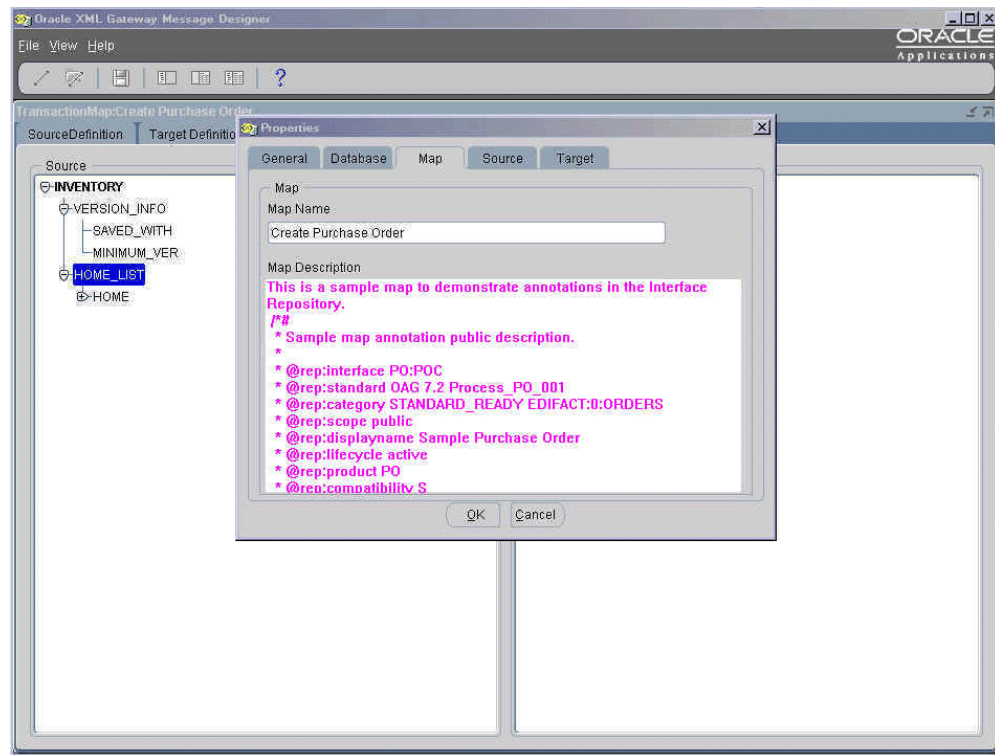 Oracle XML Gateway Message Designer
File View Help
ORACLE
Applications
?
TransactionMap:Create Purchase Order
SourceDefinition Target Definitio
Source
INVENTORY
VERSION_INFO
SAVED_WITH
MINIMUM_VER
HOME_LIST
HOME
Properties
General Database Map Source Target
Map
Map Name
Create Purchase Order
Map Description
This is a sample map to demonstrate annotations in the Interface
Repository.
/*#
* Sample map annotation public description.
*
* @rep:interface PO:POC
* @rep:standard OAG 7.2 Process_PO_001
* @rep:category STANDARD_READY EDIFACT:0:ORDERS
* @rep:scope public
* @rep:displayname Sample Purchase Order
* @rep:lifecycle active
* @rep:product PO
* @rep:compatibility S
OK Cancel